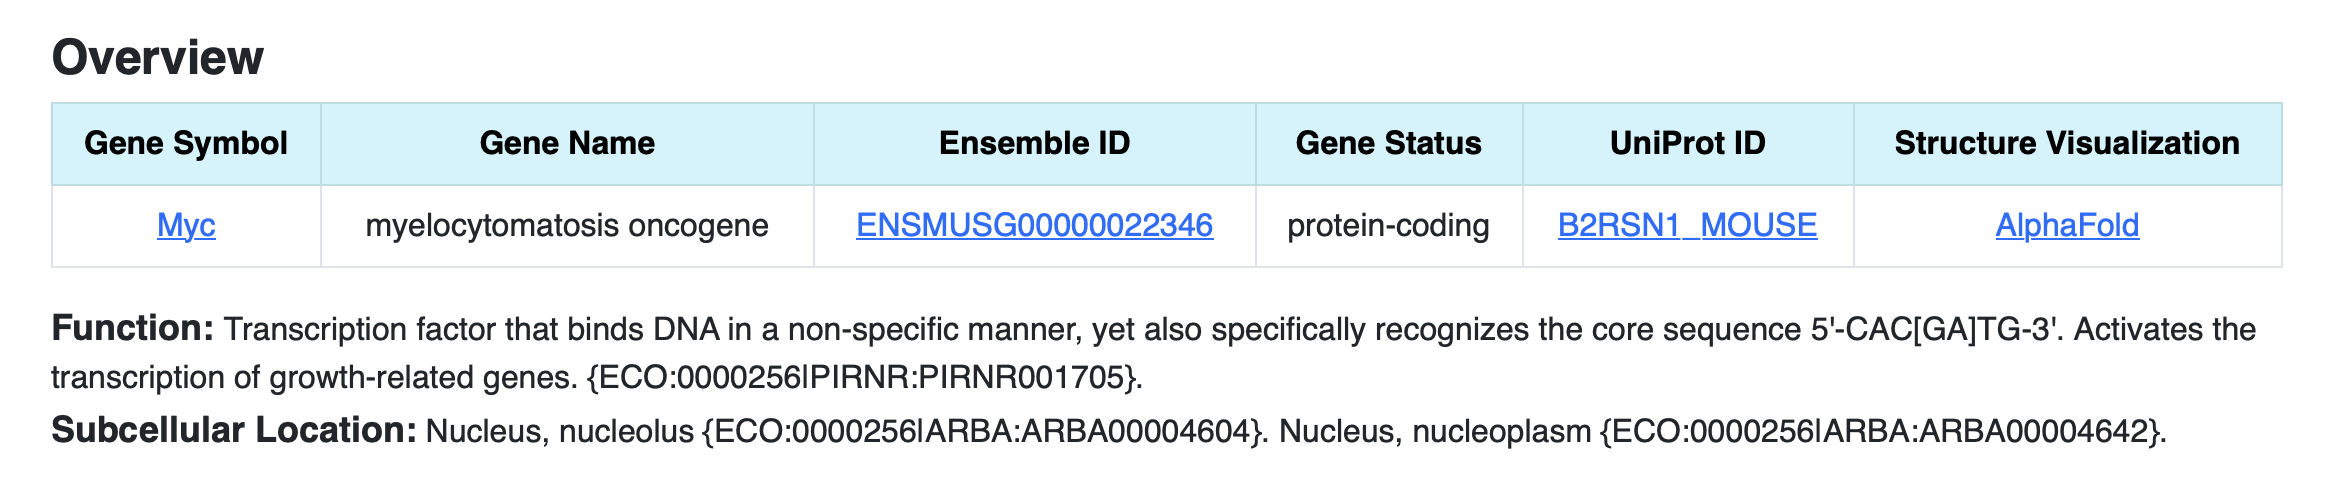 Overview
Gene Symbol Gene Name Ensemble ID Gene Status UniProt ID Structure Visualization
Myc myelocytomatosis oncogene ENSMUSG00000022346 protein-coding B2RSN1_MOUSE AlphaFold
Function: Transcription factor that binds DNA in a non-specific manner, yet also specifically recognizes the core sequence 5'-CAC[GA]TG-3'. Activates the
transcription of growth-related genes. {ECO:0000256|PIRNR:PIRNR001705}.
Subcellular Location: Nucleus, nucleolus {ECO:0000256|ARBA:ARBA00004604}. Nucleus, nucleoplasm {ECO:0000256|ARBA:ARBA00004642}.